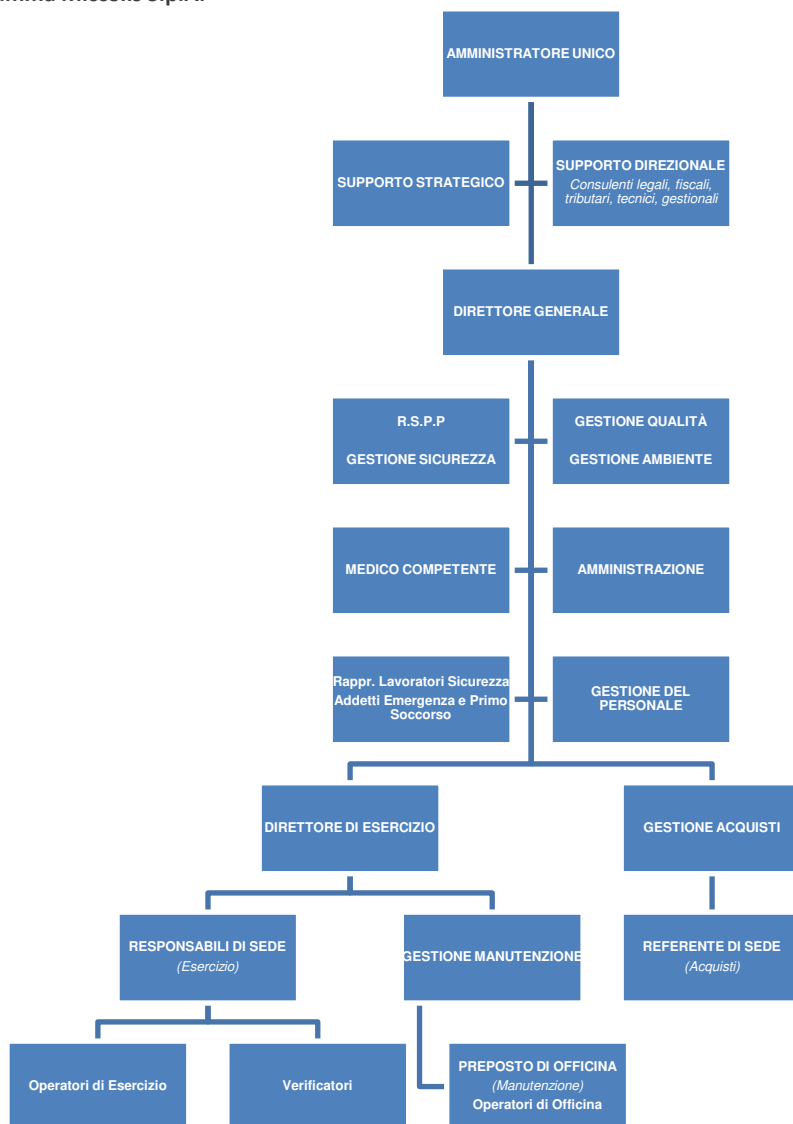 AMMINISTRATORE UNICO
SUPPORTO STRATEGICO
SUPPORTO DIREZIONALE
Consulenti legali, fiscali,
tributari, tecnici, gestionali
DIRETTORE GENERALE
R.S.P.P
GESTIONE SICUREZZA
GESTIONE QUALITÀ
GESTIONE AMBIENTE
MEDICO COMPETENTE
AMMINISTRAZIONE
Rappr. Lavoratori Sicurezza
Addetti Emergenza e Primo
Soccorso
GESTIONE DEL
PERSONALE
DIRETTORE DI ESERCIZIO
GESTIONE ACQUISTI
RESPONSABILI DI SEDE
(Esercizio)
GESTIONE MANUTENZIONE
REFERENTE DI SEDE
(Acquisti)
Operatori di Esercizio
Verificatori
PREPOSTO DI OFFICINA
(Manutenzione)
Operatori di Officina